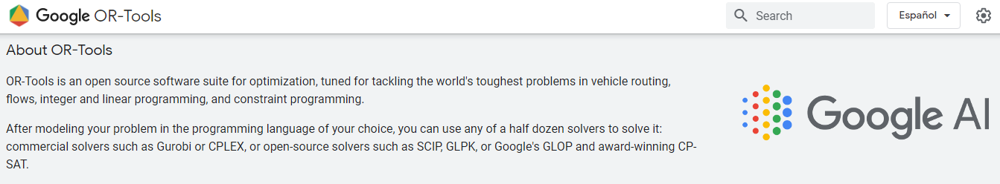 Google OR-Tools
Search
Español
About OR-Tools
OR-Tools is an open source software suite for optimization, tuned for tackling the world's toughest problems in vehicle routing,
flows, integer and linear programming, and constraint programming.
After modeling your problem in the programming language of your choice, you can use any of a half dozen solvers to solve it:
commercial solvers such as Gurobi or CPLEX, or open-source solvers such as SCIP, GLPK, or Google's GLOP and award-winning CP-
SAT.
Google AI